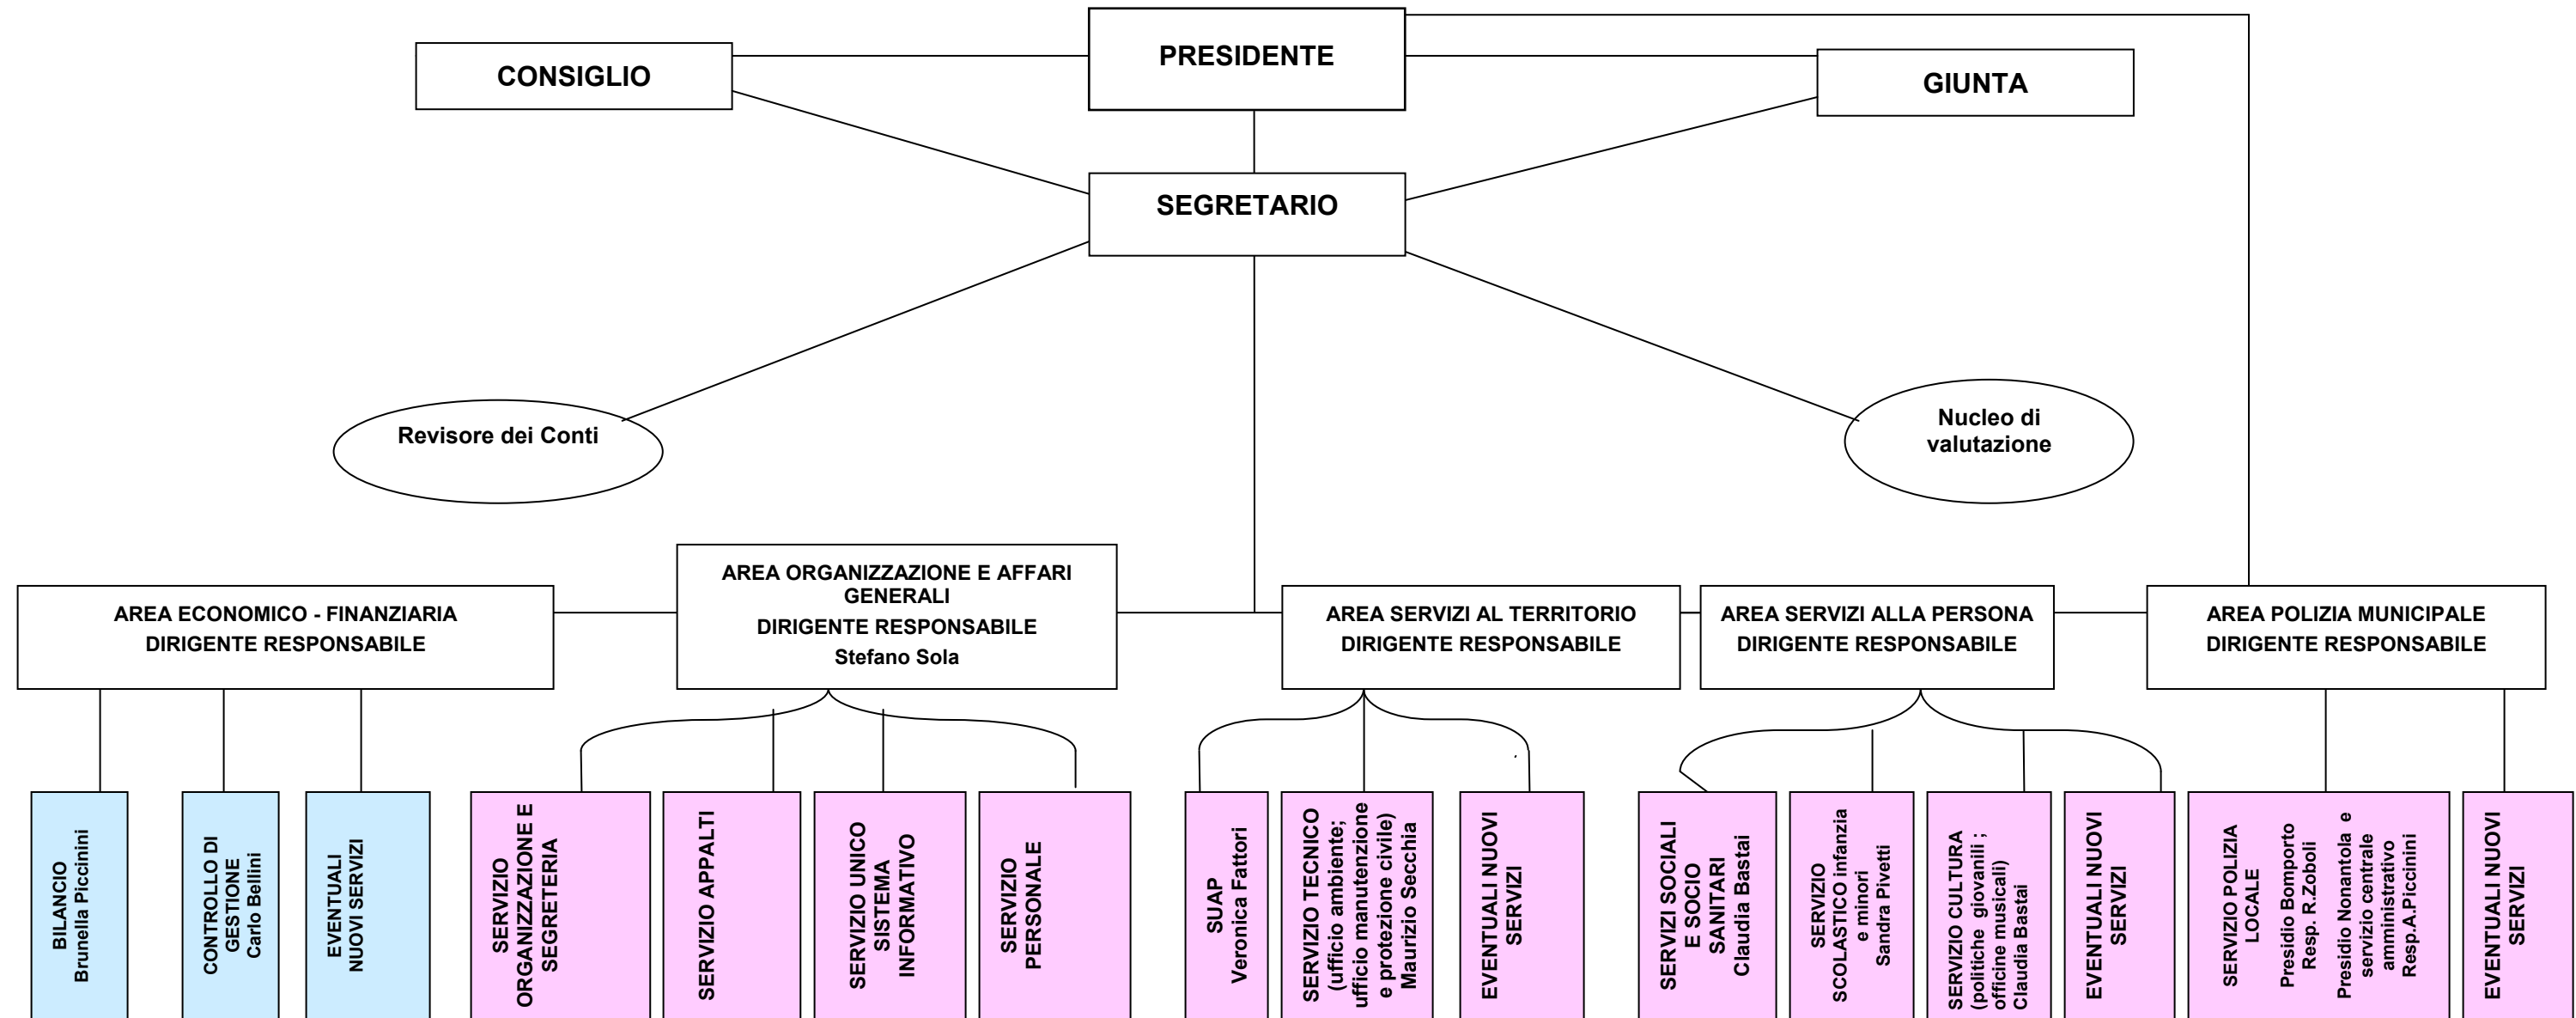 PRESIDENTE
CONSIGLIO
GIUNTA
SEGRETARIO
Revisore dei Conti
Nucleo di
valutazione
AREA ECONOMICO - FINANZIARIA
DIRIGENTE RESPONSABILE
AREA ORGANIZZAZIONE E AFFARI
GENERALI
DIRIGENTE RESPONSABILE
Stefano Sola
AREA SERVIZI AL TERRITORIO
DIRIGENTE RESPONSABILE
AREA SERVIZI ALLA PERSONA
DIRIGENTE RESPONSABILE
AREA POLIZIA MUNICIPALE
DIRIGENTE RESPONSABILE
BILANCIO
Brunella Piccinini
CONTROLLO DI
GESTIONE
Carlo Bellini
EVENTUALI
NUOVI SERVIZI
SERVIZIO
ORGANIZZAZIONE E
SEGRETERIA
SERVIZIO APPALTI
SERVIZIO UNICO
SISTEMA
INFORMATIVO
SERVIZIO
PERSONALE
SUAP
Veronica Fattori
SERVIZIO TECNICO
(ufficio ambiente;
ufficio manutenzione
e protezione civile)
Maurizio Secchia
EVENTUALI NUOVI
SERVIZI
SERVIZI SOCIALI
E SOCIO
SANITARI
Claudia Bastai
SERVIZIO
SCOLASTICO infanzia
e minori
Sandra Pivetti
SERVIZIO CULTURA
(politiche giovanili ;
officine musicali)
Claudia Bastai
EVENTUALI NUOVI
SERVIZI
SERVIZIO POLIZIA
LOCALE
Presidio Bomporto
Resp. R.Zoboli
Presidio Nonantola e
servizio centrale
amministrativo
Resp.A.Piccinini
EVENTUALI NUOVI
SERVIZI